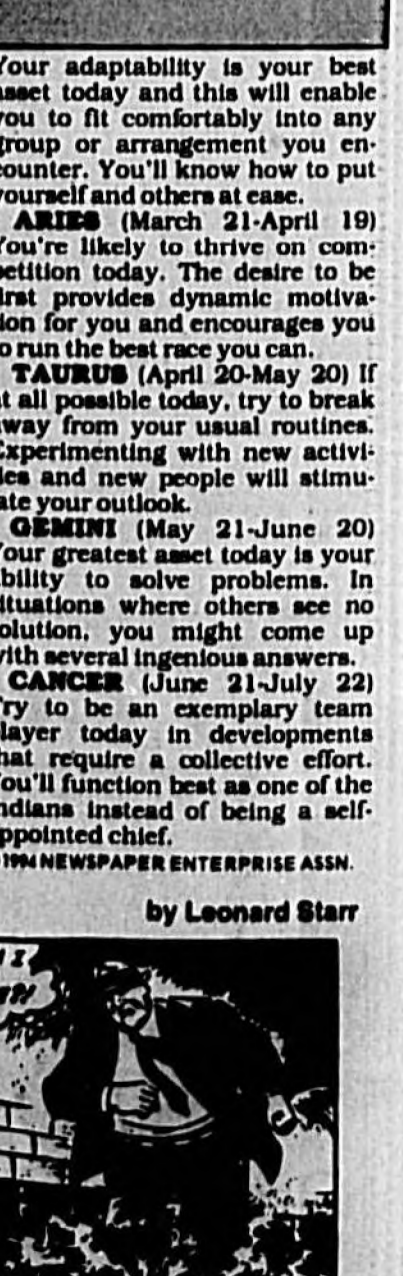 Your adaptability is your best
asset today and this will enable
you to fit comfortably into any
group or arrangement you en-
counter. You'll know how to put
yourself and others at ease.
ARIES (March 21-April 19)
You're likely to thrive on com-
petition today. The desire to be
first provides dynamic motiva-
tion for you and encourages you
to run the best race you can.
TAURUS (April 20-May 20) If
at all possible today, try to break
away from your usual routines.
Experimenting with new activi-
ties and new people will stimu-
late your outlook.
GEMINI (May 21-June 20)
Your greatest asset today is your
ability to solve problems. In
situations where others see no
solution, you might come up
with several ingenious answers.
CANCER (June 21-July 22)
Try to be an exemplary team
player today in developments
that require a collective effort.
You'll function best as one of the
Indians instead of being a self-
appointed chief.
1994 NEWSPAPER ENTERPRISE ASSN.
by Leonard Starr
I